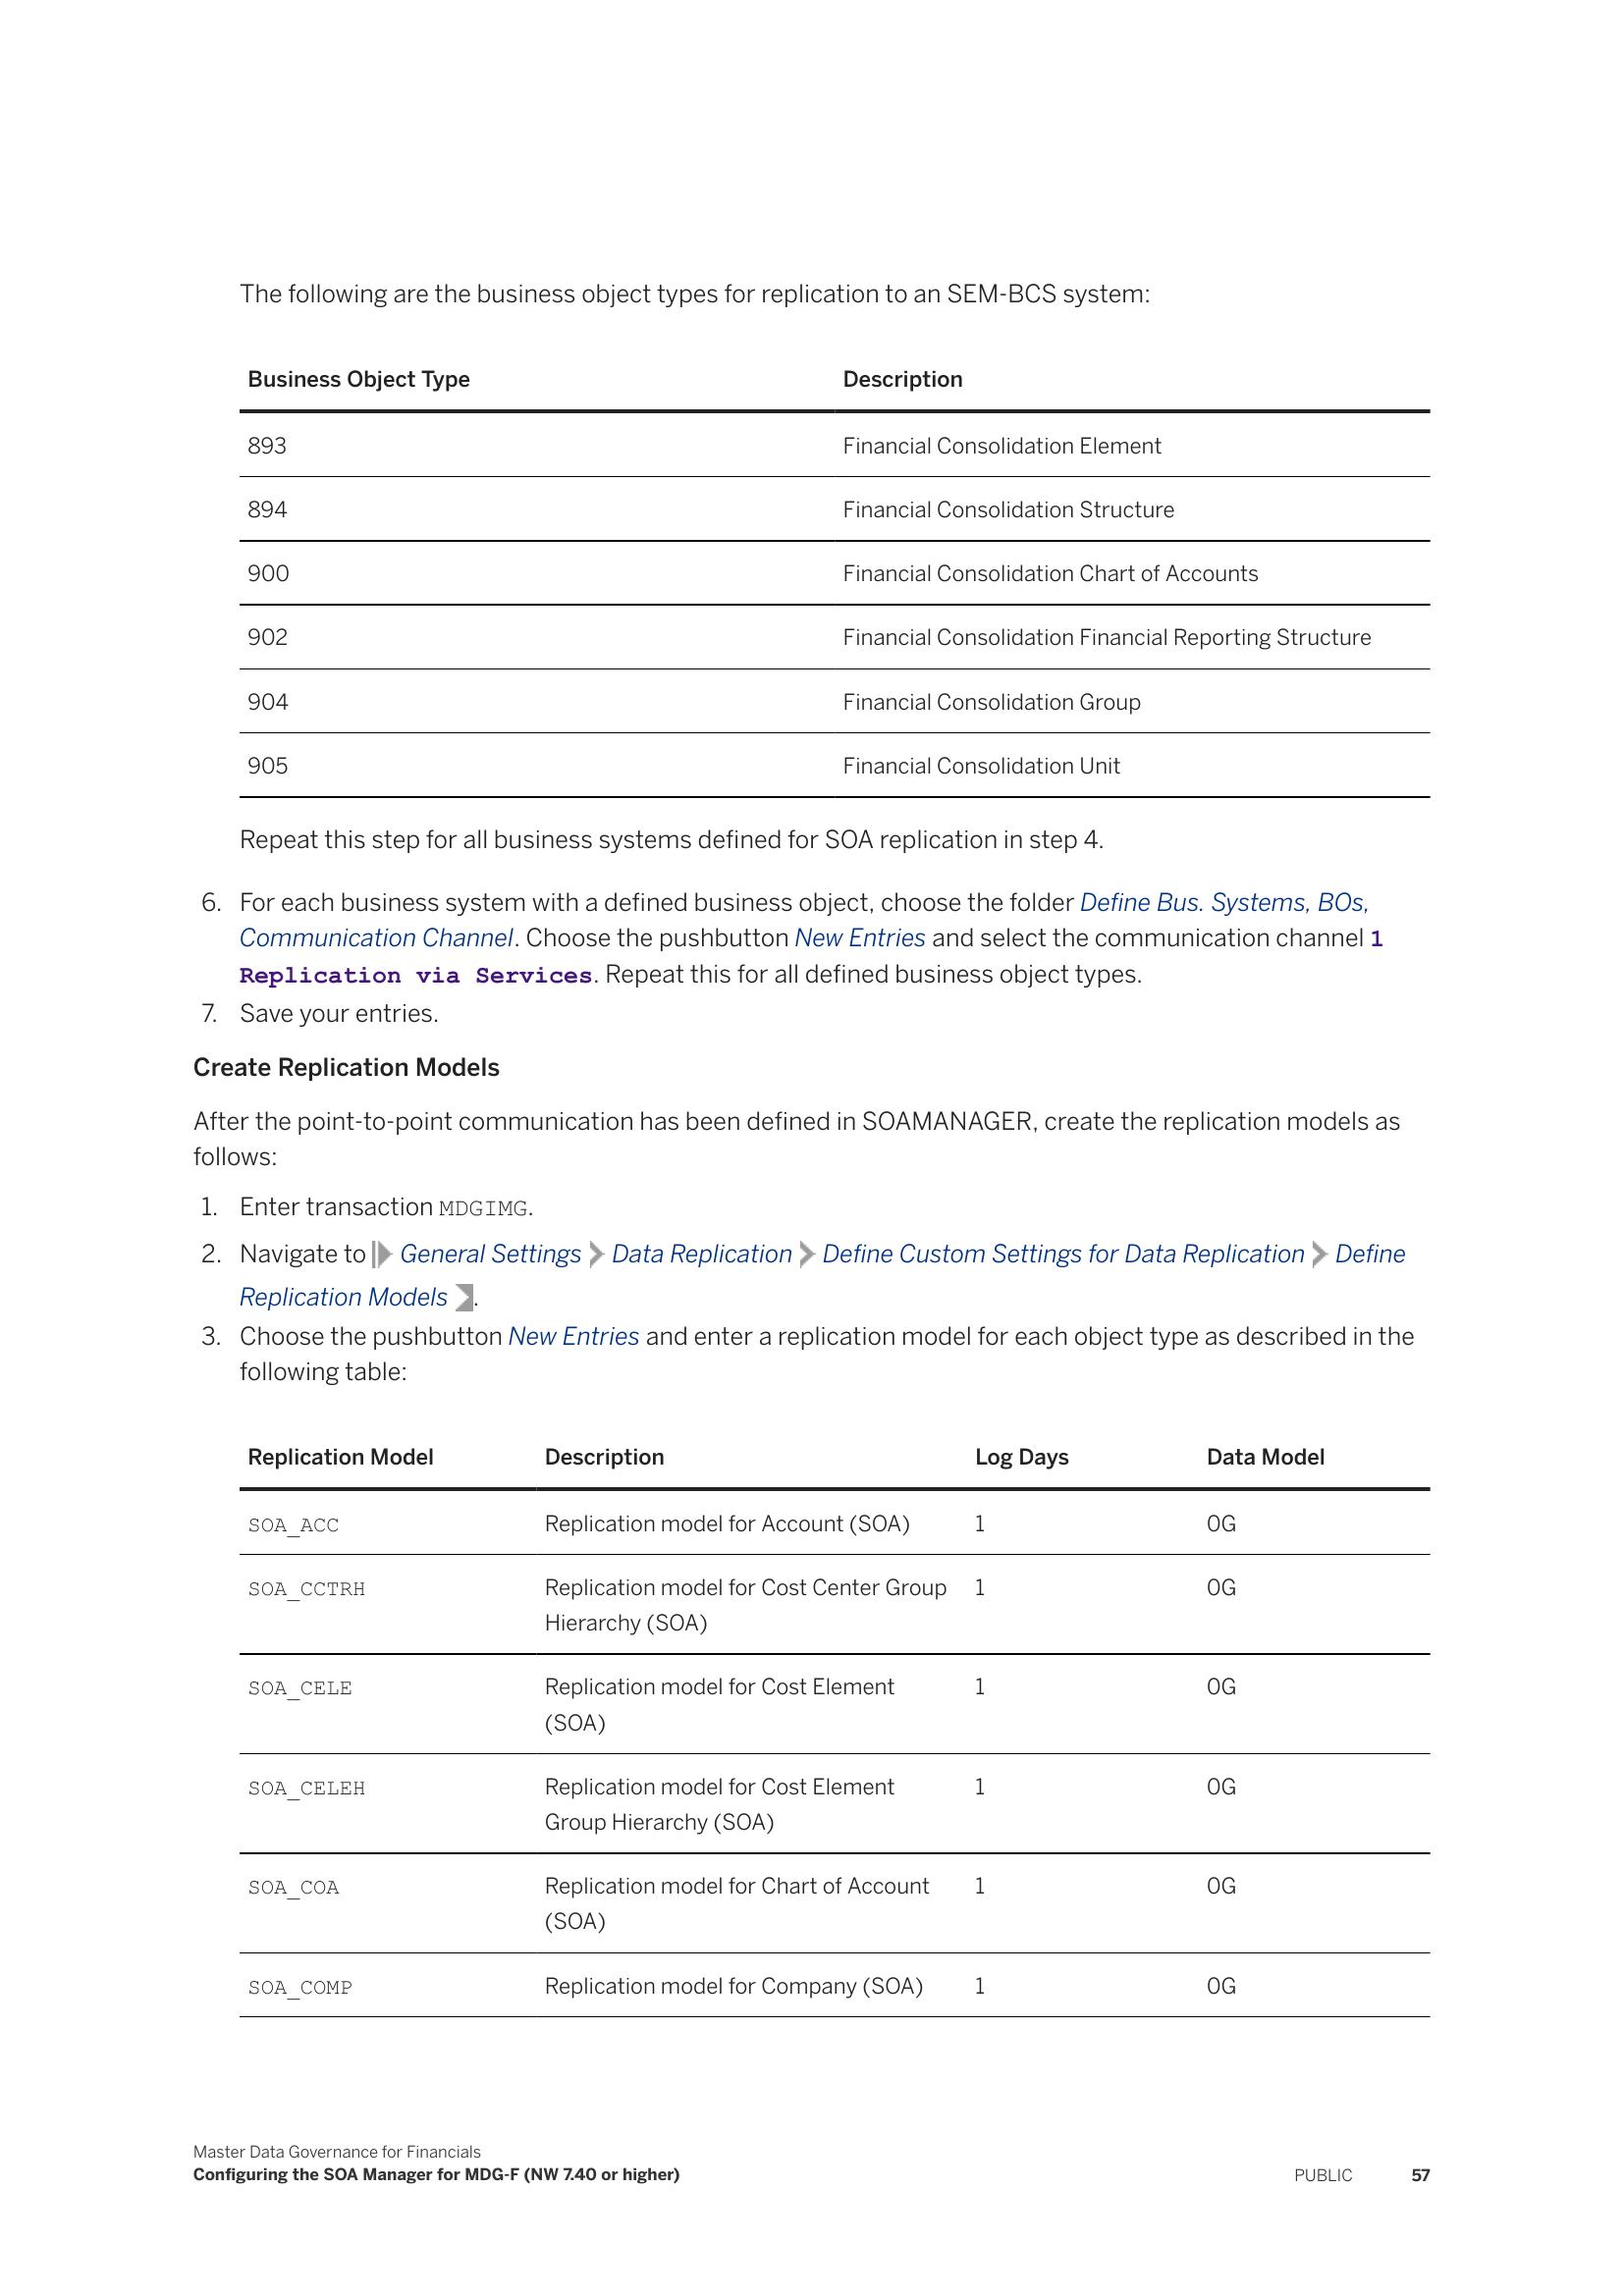 The following are the business object types for replication to an SEM-BCS system:
Business Object Type Description
893 Financial Consolidation Element
894 Financial Consolidation Structure
900 Financial Consolidation Chart of Accounts
902 Financial Consolidation Financial Reporting Structure
904 Financial Consolidation Group
905 Financial Consolidation Unit
Repeat this step for all business systems defined for SOA replication in step 4.
6. For each business system with a defined business object, choose the folder Define Bus. Systems, BOs,
Communication Channel. Choose the pushbutton New Entries and select the communication channel 1
Replication via Services. Repeat this for all defined business object types.
7. Save your entries.
Create Replication Models
After the point-to-point communication has been defined in SOAMANAGER, create the replication models as
follows:
1. Enter transaction MDGIMG.
2. Navigate to General Settings Data Replication Define Custom Settings for Data Replication Define
Replication Models .
3. Choose the pushbutton New Entries and enter a replication model for each object type as described in the
following table:
Replication Model Description Log Days Data Model
SOA_ACC Replication model for Account (SOA) 1 0G
SOA_CCTRH Replication model for Cost Center Group 1 0G
Hierarchy (SOA)
SOA_CELE Replication model for Cost Element 1 0G
(SOA)
SOA_CELEH Replication model for Cost Element 1 0G
Group Hierarchy (SOA)
SOA_COA Replication model for Chart of Account 1 0G
(SOA)
SOA_COMP Replication model for Company (SOA) 1 0G
Master Data Governance for Financials
Configuring the SOA Manager for MDG-F (NW 7.40 or higher) PUBLIC 57